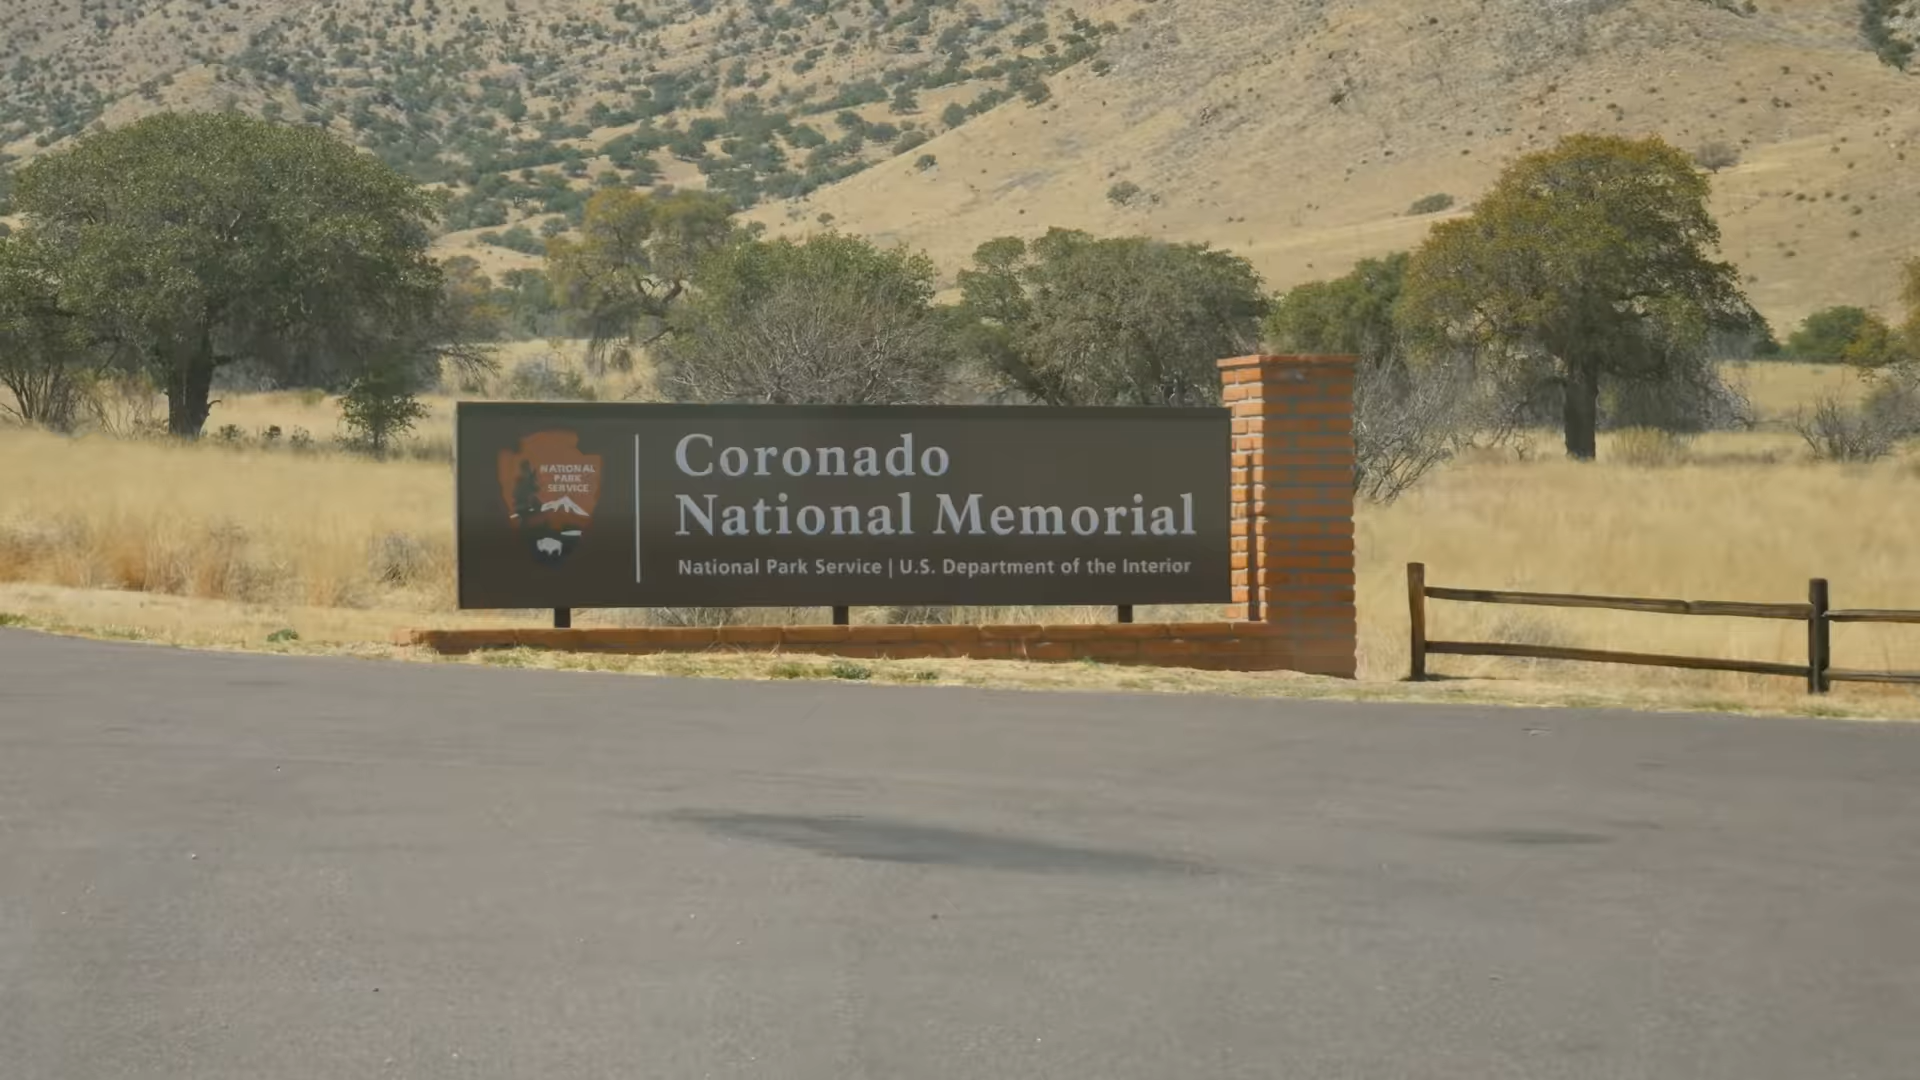 NATIONAL
PARK
SERVICE
Coronado
National Memorial
National Park Service | U.S. Department of the Interior